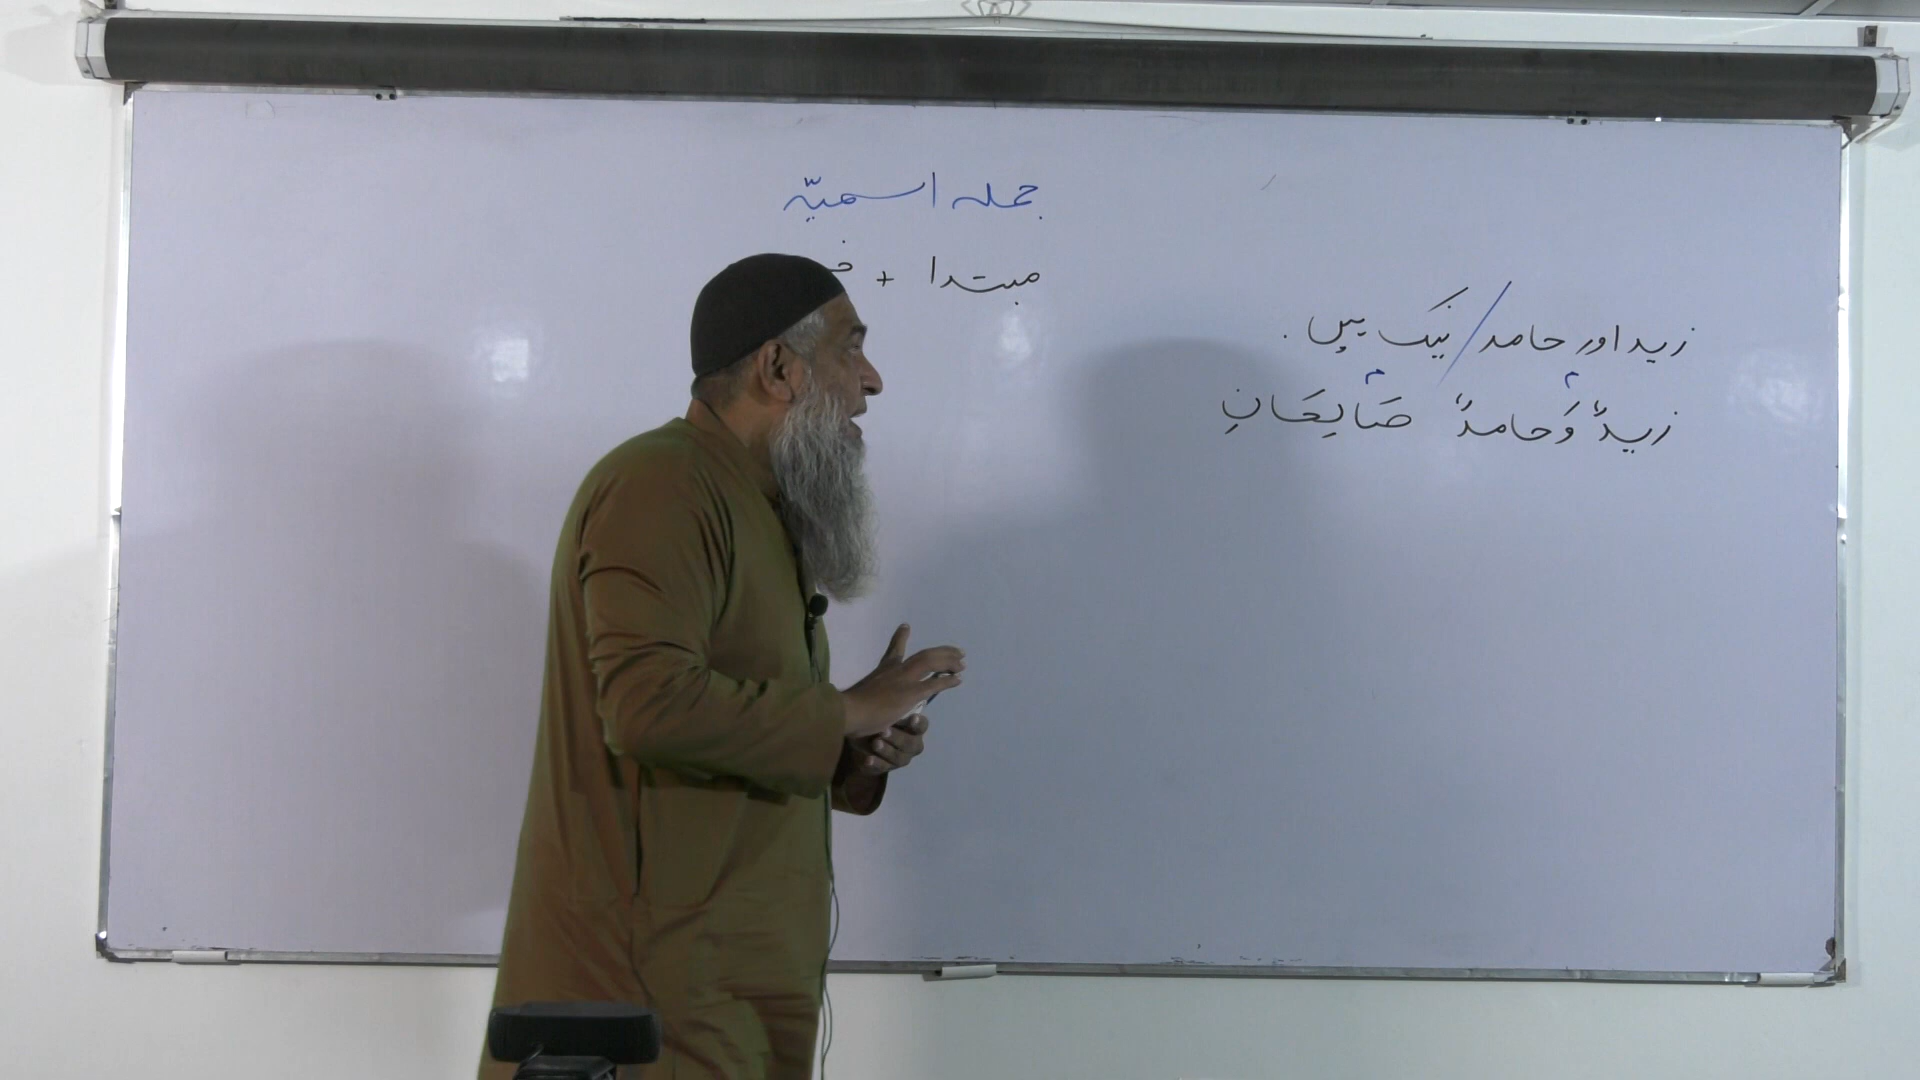 جملہ اسمیّہ
مبتدا +
زید اور حامد / نیک ہیں .
زیدٌ وَحامدٌ صَالِحَانِ